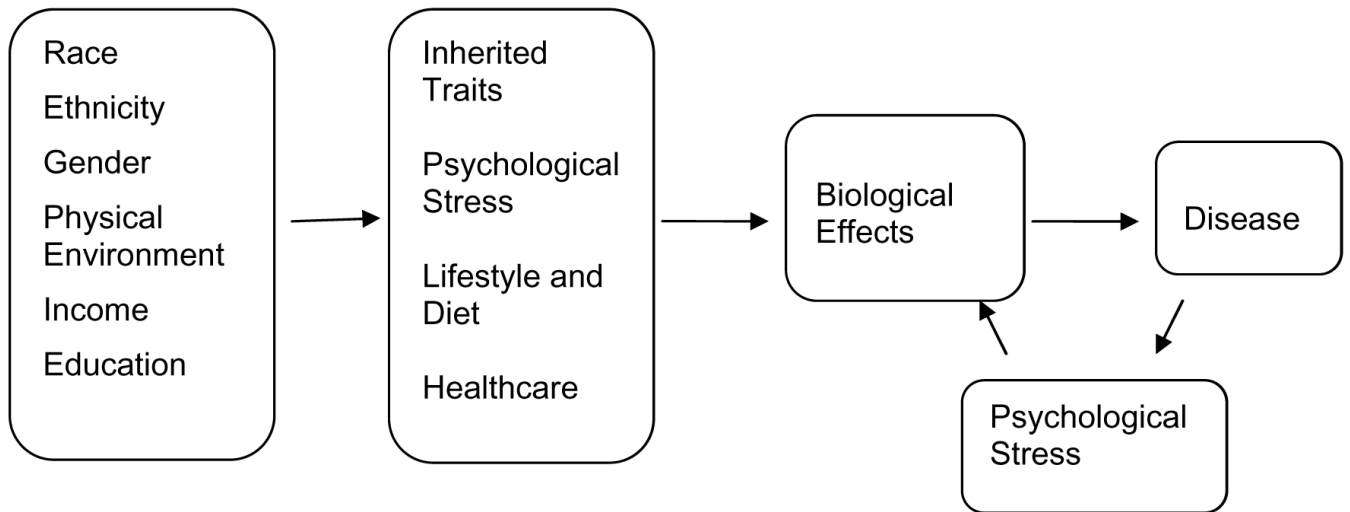 Race
Ethnicity
Gender
Physical
Environment
Income
Education
Inherited
Traits
Psychological
Stress
Lifestyle and
Diet
Healthcare
Biological
Effects
Disease
Psychological
Stress